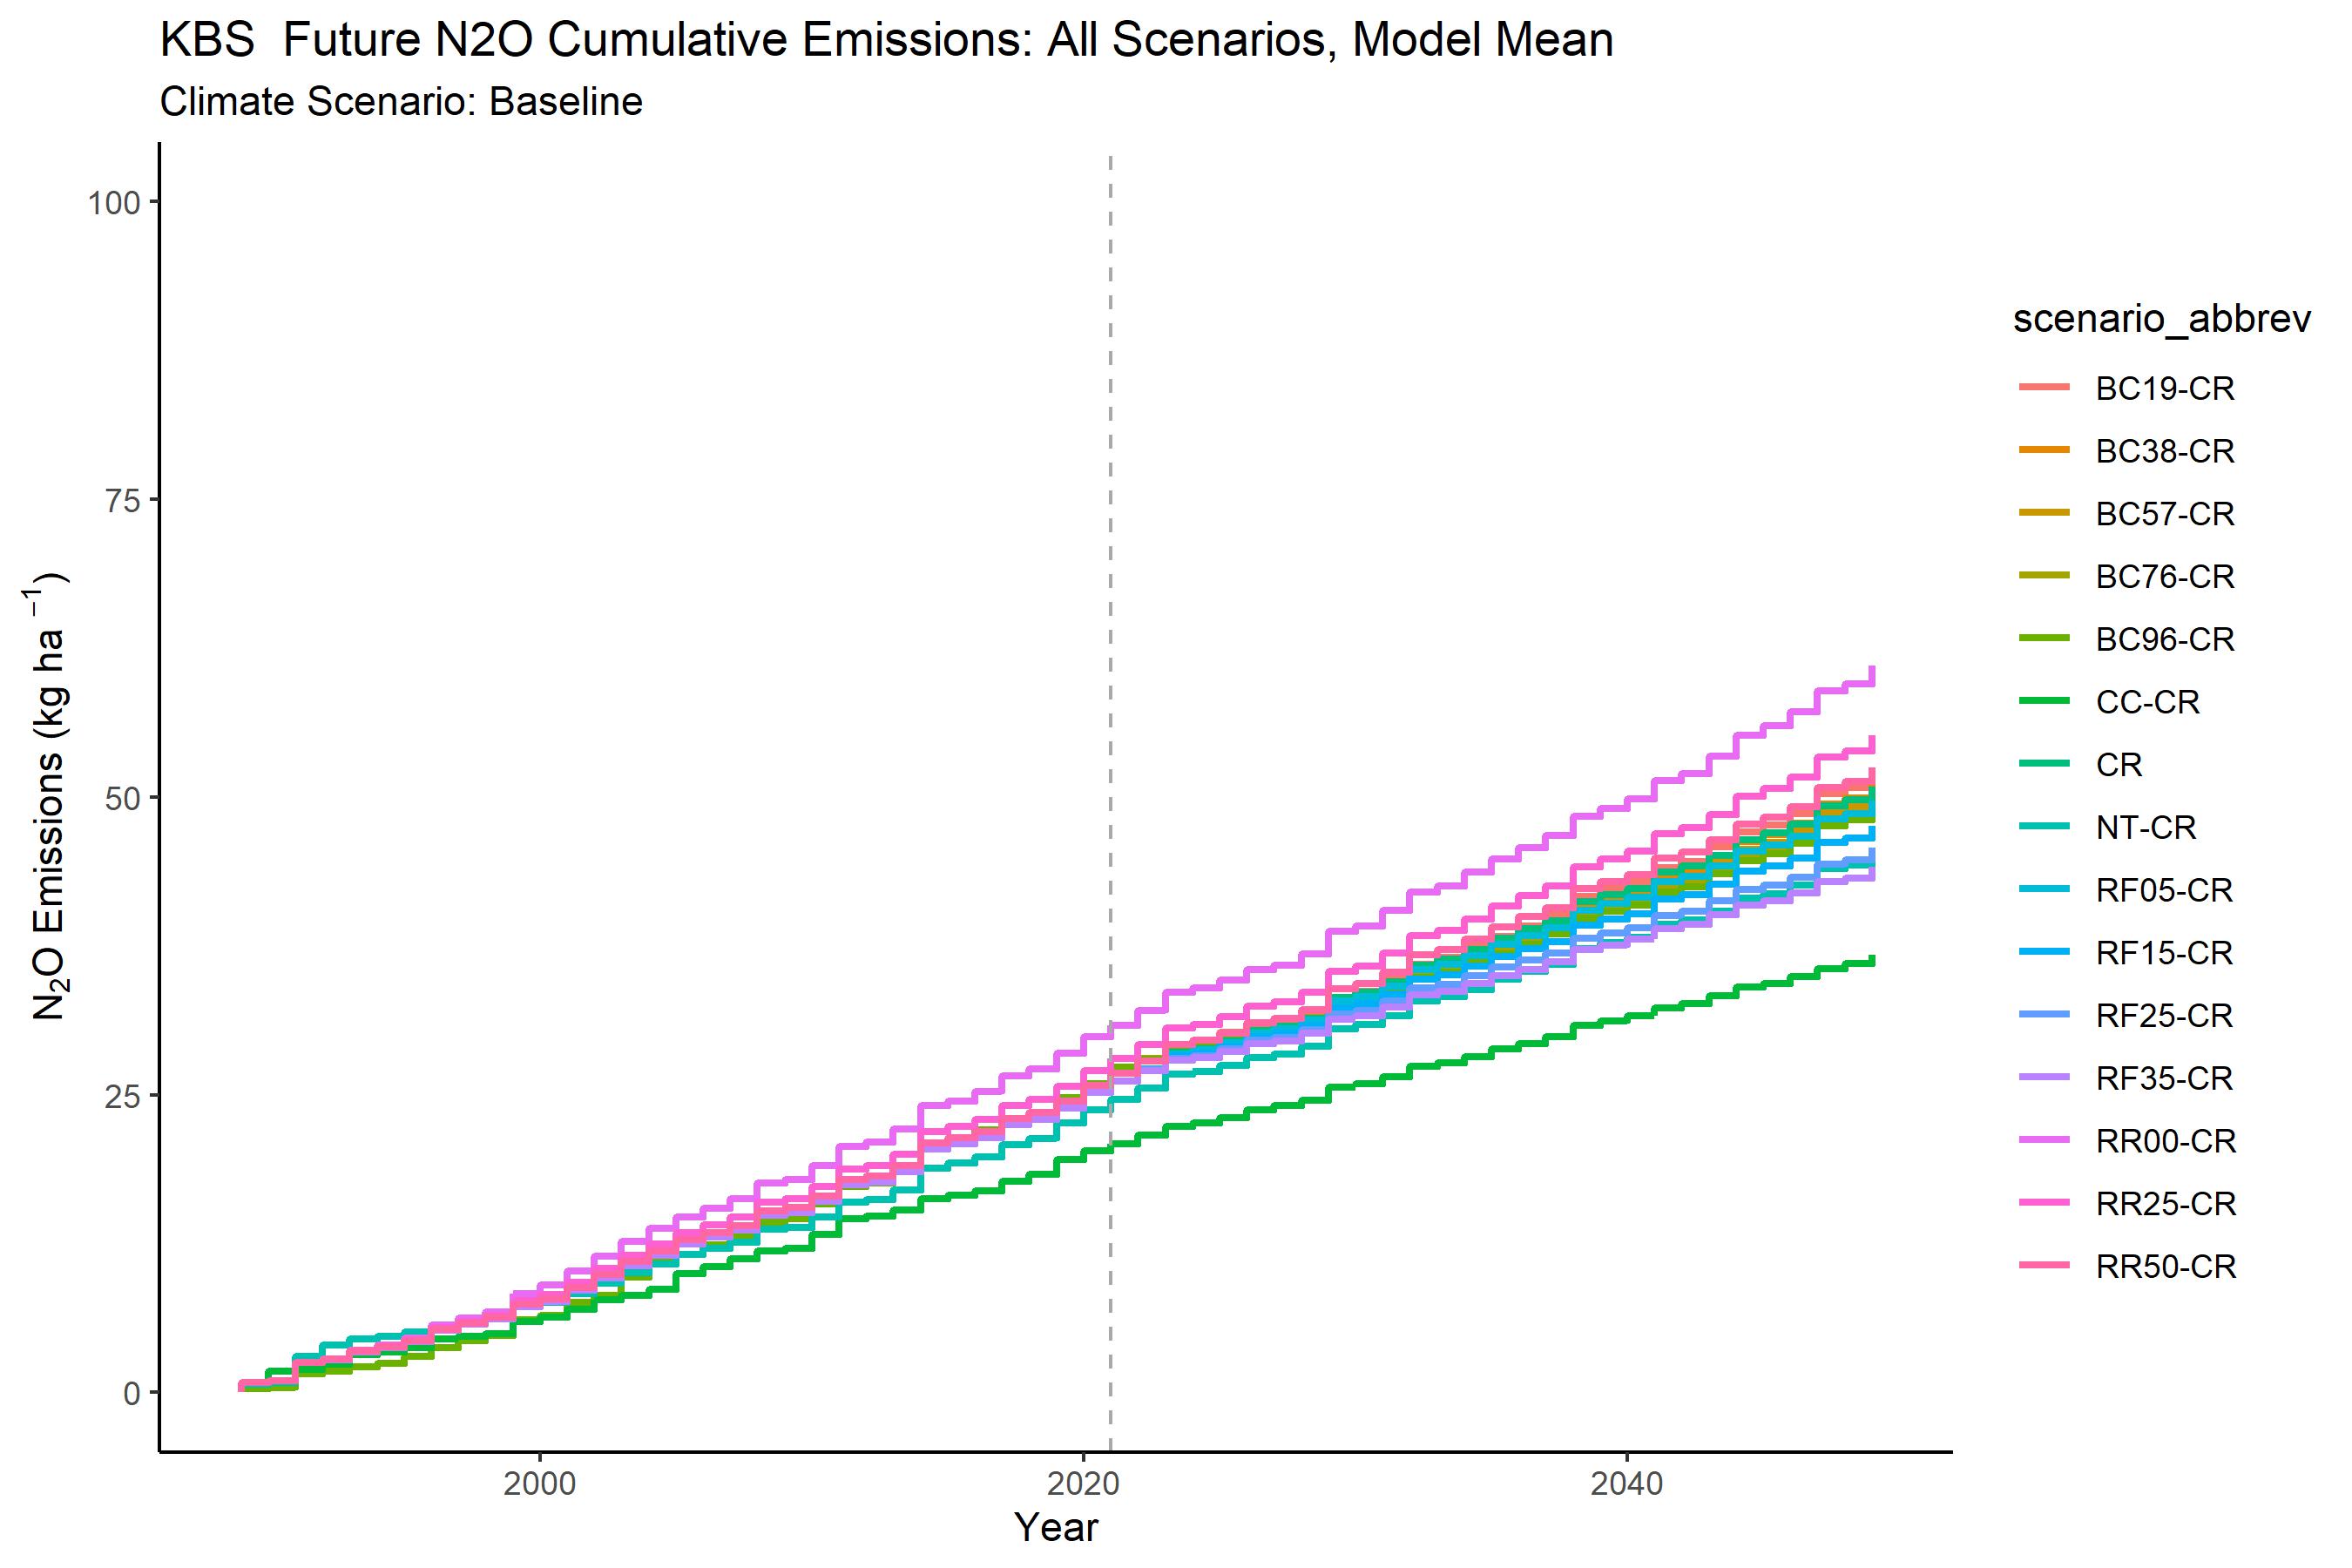 KBS  Future N2O Cumulative Emissions: All Scenarios, Model Mean
Climate Scenario: Baseline
N₂O Emissions (kg ha ⁻¹)
100
75
50
25
0
2000
2020
2040
Year
scenario_abbrev
BC19-CR
BC38-CR
BC57-CR
BC76-CR
BC96-CR
CC-CR
CR
NT-CR
RF05-CR
RF15-CR
RF25-CR
RF35-CR
RR00-CR
RR25-CR
RR50-CR